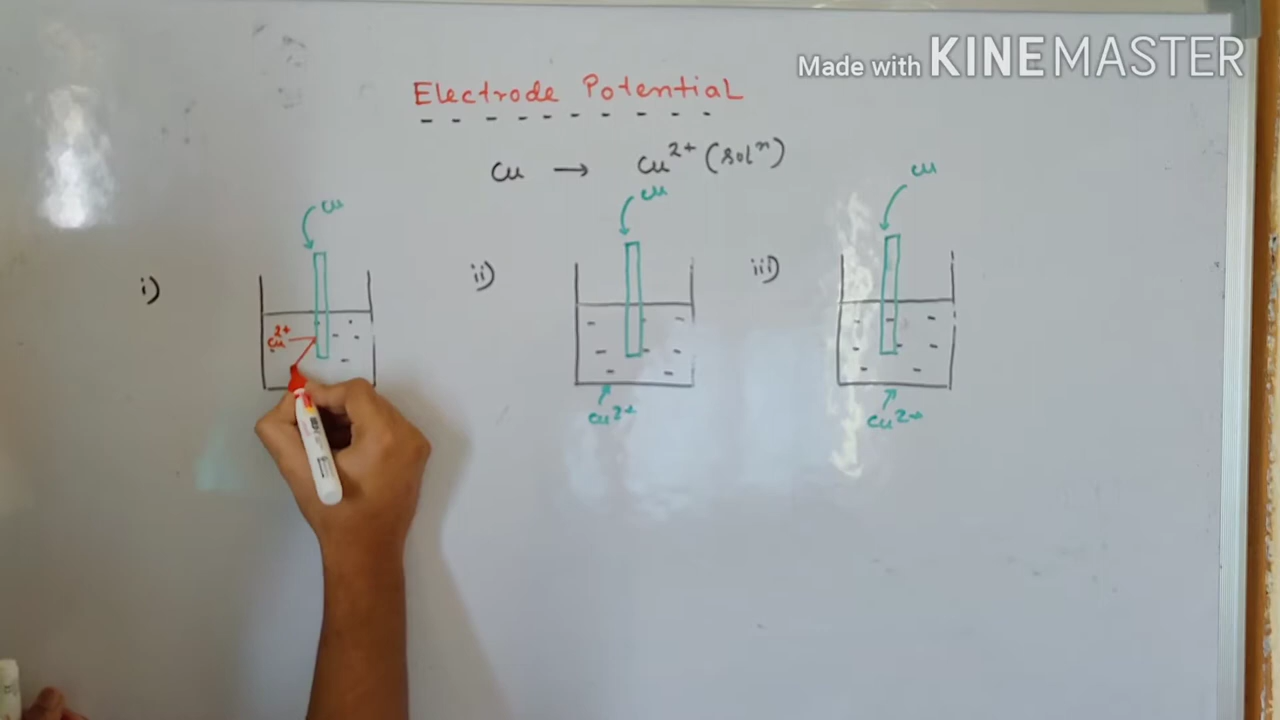 Made with KINEMASTER
Electrode Potential
Cu → Cu²⁺ (solⁿ)
Cu
Cu
Cu
i)
ii)
iii)
Cu²⁺
Cu²⁺
Cu²⁺